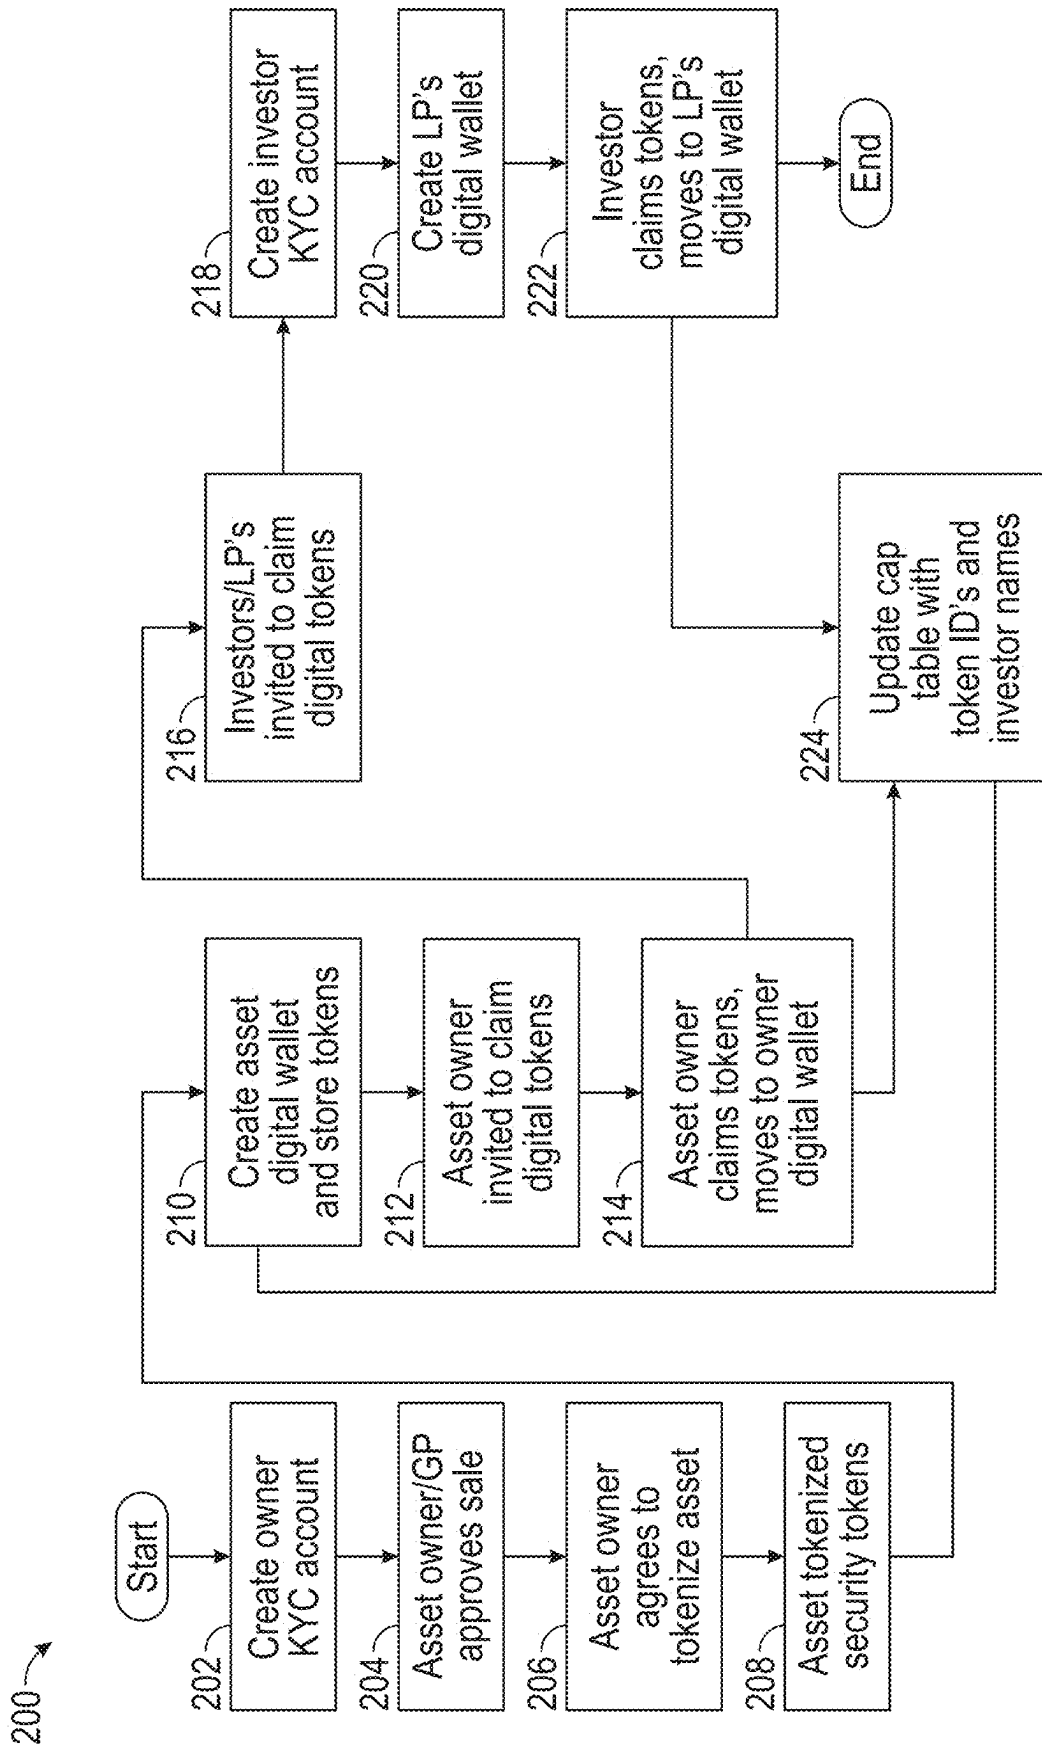 200
Start
202
Create owner
KYC account
204
Asset owner/GP
approves sale
206
Asset owner
agrees to
tokenize asset
208
Asset tokenized
security tokens
210
Create asset
digital wallet
and store tokens
212
Asset owner
invited to claim
digital tokens
214
Asset owner
claims tokens,
moves to owner
digital wallet
216
Investors/LP's
invited to claim
digital tokens
224
Update cap
table with
token ID's and
investor names
218
Create investor
KYC account
220
Create LP's
digital wallet
222
Investor
claims tokens,
moves to LP's
digital wallet
End